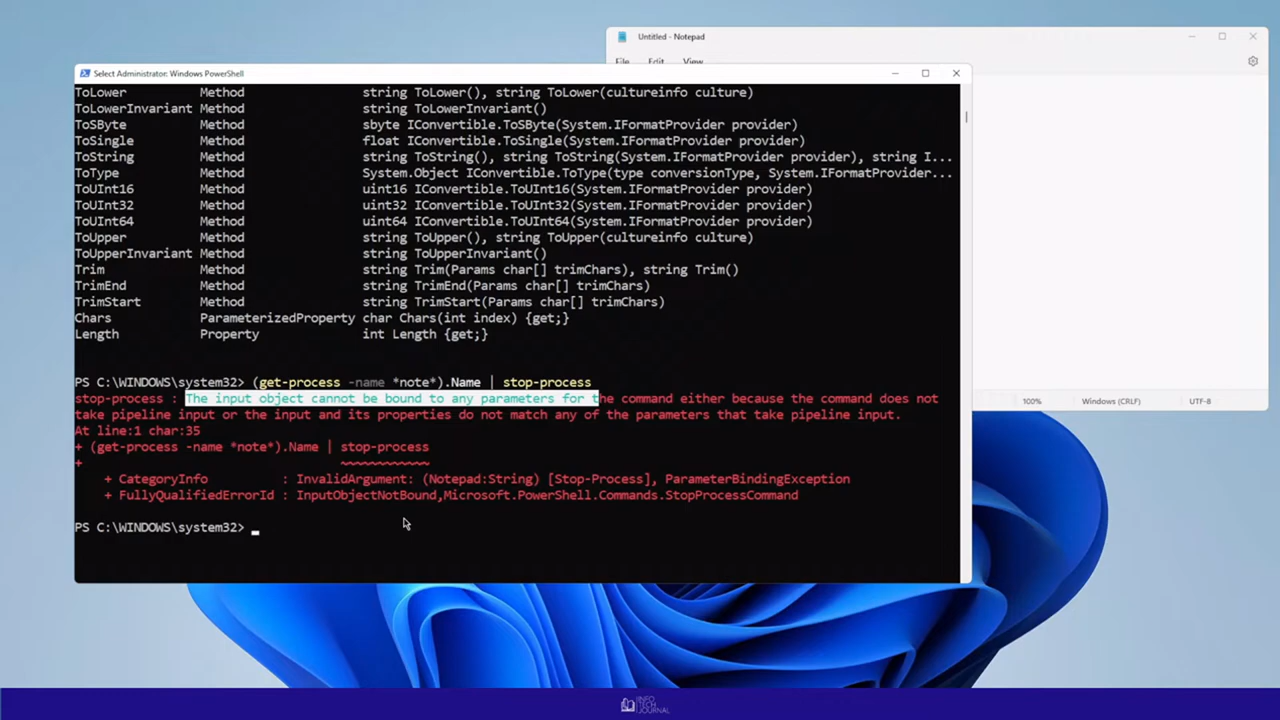 Untitled - Notepad
File Edit View
Select Administrator: Windows PowerShell
ToLower Method string ToLower(), string ToLower(cultureinfo culture)
ToLowerInvariant Method string ToLowerInvariant()
ToSByte Method sbyte IConvertible.ToSByte(System.IFormatProvider provider)
ToSingle Method float IConvertible.ToSingle(System.IFormatProvider provider)
ToString Method string ToString(), string ToString(System.IFormatProvider provider), string I...
ToType Method System.Object IConvertible.ToType(type conversionType, System.IFormatProvider...
ToUInt16 Method uint16 IConvertible.ToUInt16(System.IFormatProvider provider)
ToUInt32 Method uint32 IConvertible.ToUInt32(System.IFormatProvider provider)
ToUInt64 Method uint64 IConvertible.ToUInt64(System.IFormatProvider provider)
ToUpper Method string ToUpper(), string ToUpper(cultureinfo culture)
ToUpperInvariant Method string ToUpperInvariant()
Trim Method string Trim(Params char[] trimChars), string Trim()
TrimEnd Method string TrimEnd(Params char[] trimChars)
TrimStart Method string TrimStart(Params char[] trimChars)
Chars ParameterizedProperty char Chars(int index) {get;}
Length Property int Length {get;}
PS C:\WINDOWS\system32> (get-process -name *note*).Name | stop-process
stop-process : The input object cannot be bound to any parameters for the command either because the command does not
take pipeline input or the input and its properties do not match any of the parameters that take pipeline input.
At line:1 char:35
+ (get-process -name *note*).Name | stop-process
+ ~~~~~~~~~~~~
+ CategoryInfo : InvalidArgument: (Notepad:String) [Stop-Process], ParameterBindingException
+ FullyQualifiedErrorId : InputObjectNotBound,Microsoft.PowerShell.Commands.StopProcessCommand
PS C:\WINDOWS\system32>
100% Windows (CRLF) UTF-8
INFO
TECH
JOURNAL